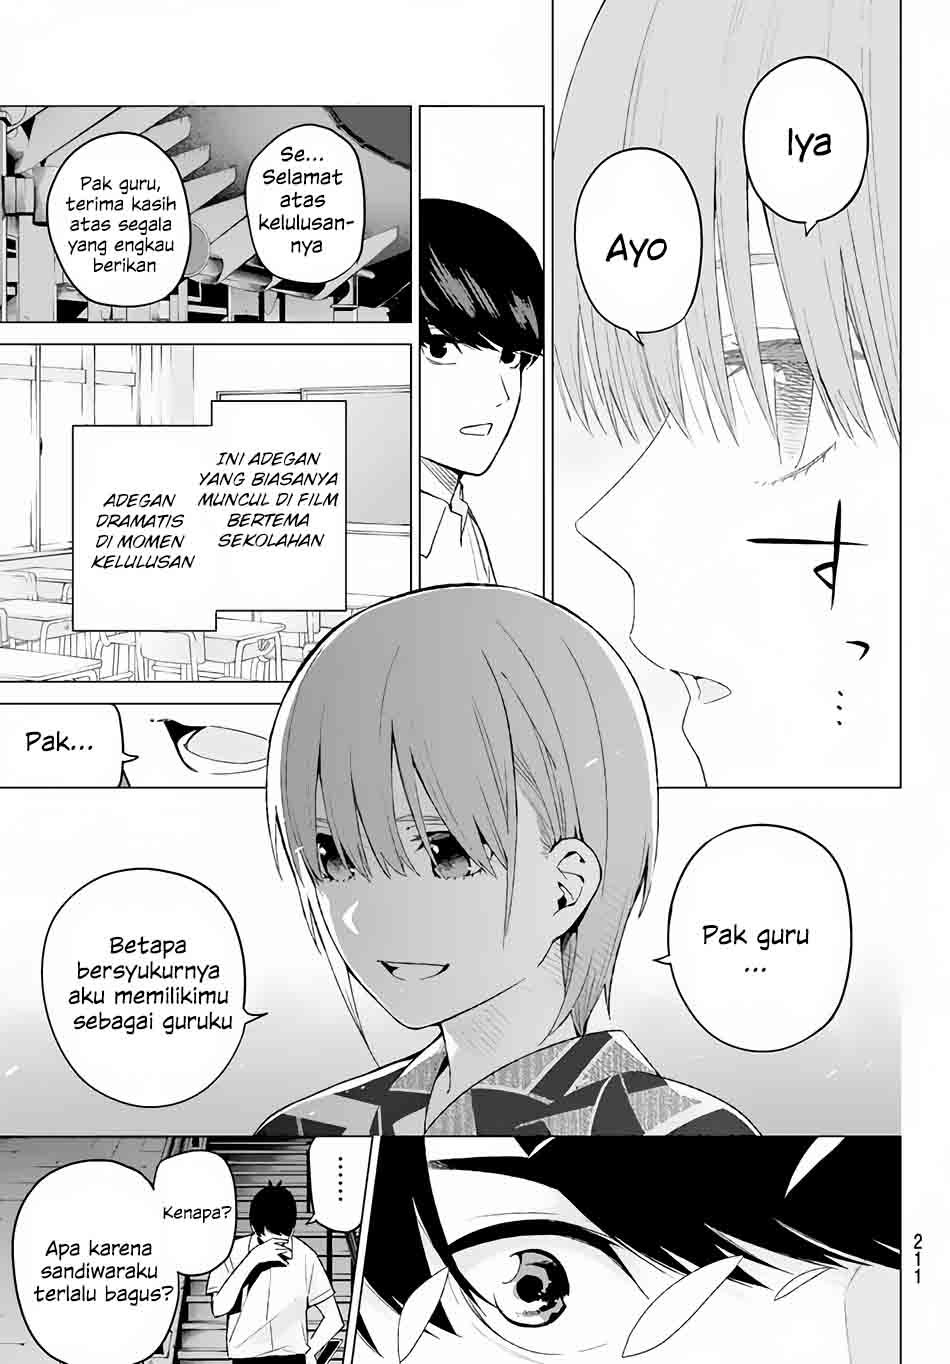 Iya
Ayo
Se...
Selamat
atas
kelulusan-
nya
Pak guru,
terima kasih
atas segala
yang engkau
berikan
INI ADEGAN
YANG BIASANYA
MUNCUL DI FILM
BERTEMA
SEKOLAHAN
ADEGAN
DRAMATIS
DI MOMEN
KELULUSAN
Pak...
Pak guru
...
Betapa
bersyukurnya
aku memilikimu
sebagai guruku
......
Kenapa?
Apa karena
sandiwaraku
terlalu bagus?
211